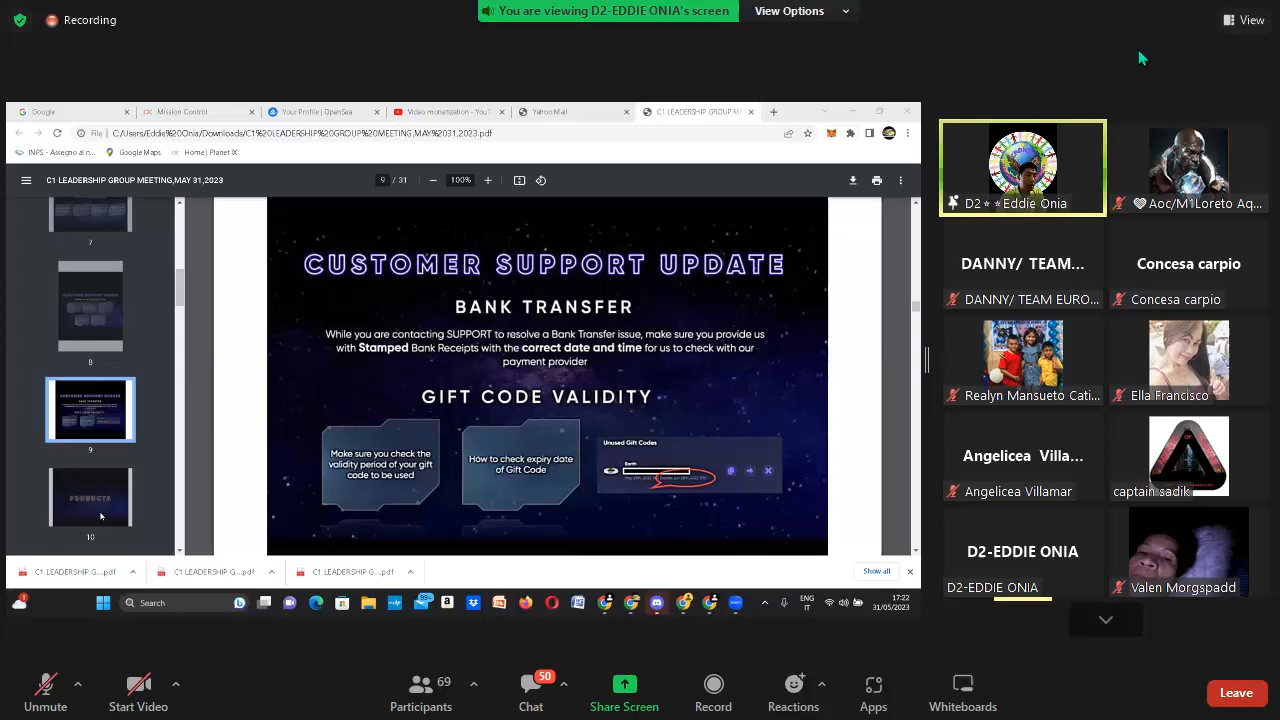 Recording
You are viewing D2-EDDIE ONIA's screen
View Options
View
Google
Mission Control
Your Profile | OpenSea
Video monetization - YouT
Yahoo Mail
C1 LEADERSHIP GROUP M
File | C:/Users/Eddie%20Onia/Downloads/C1%20LEADERSHIP%20GROUP%20MEETING,MAY%2031,2023.pdf
INPS - Assegno al n...
Google Maps
Home | Planet IX
C1 LEADERSHIP GROUP MEETING,MAY 31,2023
9 / 31
100%
7
8
9
PRODUCTS
10
CUSTOMER SUPPORT UPDATE
BANK TRANSFER
While you are contacting SUPPORT to resolve a Bank Transfer issue, make sure you provide us
with Stamped Bank Receipts with the correct date and time for us to check with our
payment provider
GIFT CODE VALIDITY
Make sure you check the
validity period of your gift
code to be used
How to check expiry date
of Gift Code
Unused Gift Codes
Earth
C1 LEADERSHIP G....pdf
C1 LEADERSHIP G....pdf
C1 LEADERSHIP G....pdf
Show all
Search
99+
ENG
IT
17:22
31/05/2023
D2⭐⭐Eddie Onia
Aoc/M1Loreto Aq...
DANNY/ TEAM...
DANNY/ TEAM EURO...
Concesa carpio
Concesa carpio
Realyn Mansueto Cati...
Ella Francisco
Angelicea Villa...
Angelicea Villamar
captain sadik
D2-EDDIE ONIA
D2-EDDIE ONIA
Valen Morgspadd
Unmute
Start Video
Participants
69
Chat
50
Share Screen
Record
Reactions
Apps
Whiteboards
Leave